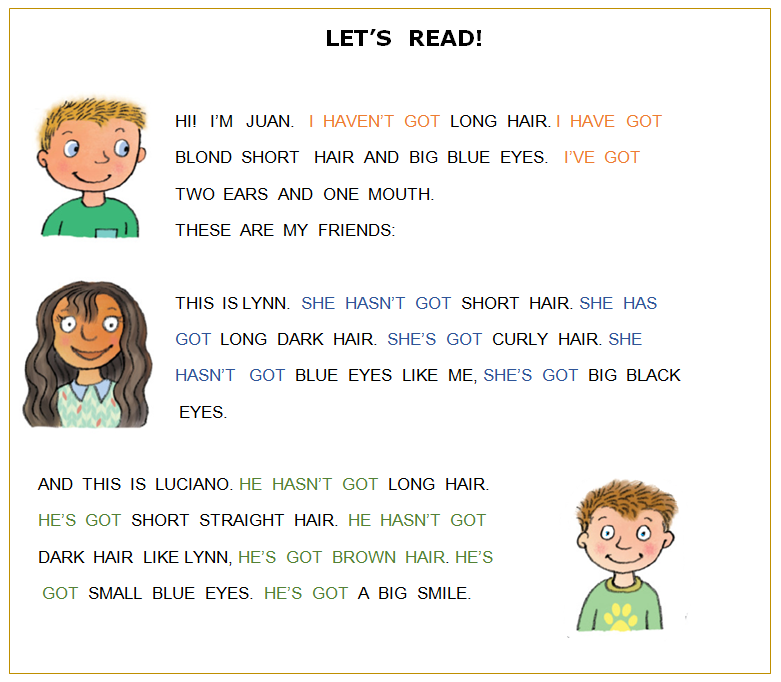 LET’S READ!
HI! I’M JUAN. I HAVEN’T GOT LONG HAIR. I HAVE GOT
BLOND SHORT HAIR AND BIG BLUE EYES. I’VE GOT
TWO EARS AND ONE MOUTH.
THESE ARE MY FRIENDS:
THIS IS LYNN. SHE HASN’T GOT SHORT HAIR. SHE HAS
GOT LONG DARK HAIR. SHE’S GOT CURLY HAIR. SHE
HASN’T GOT BLUE EYES LIKE ME, SHE’S GOT BIG BLACK
EYES.
AND THIS IS LUCIANO. HE HASN’T GOT LONG HAIR.
HE’S GOT SHORT STRAIGHT HAIR. HE HASN’T GOT
DARK HAIR LIKE LYNN, HE’S GOT BROWN HAIR. HE’S
GOT SMALL BLUE EYES. HE’S GOT A BIG SMILE.